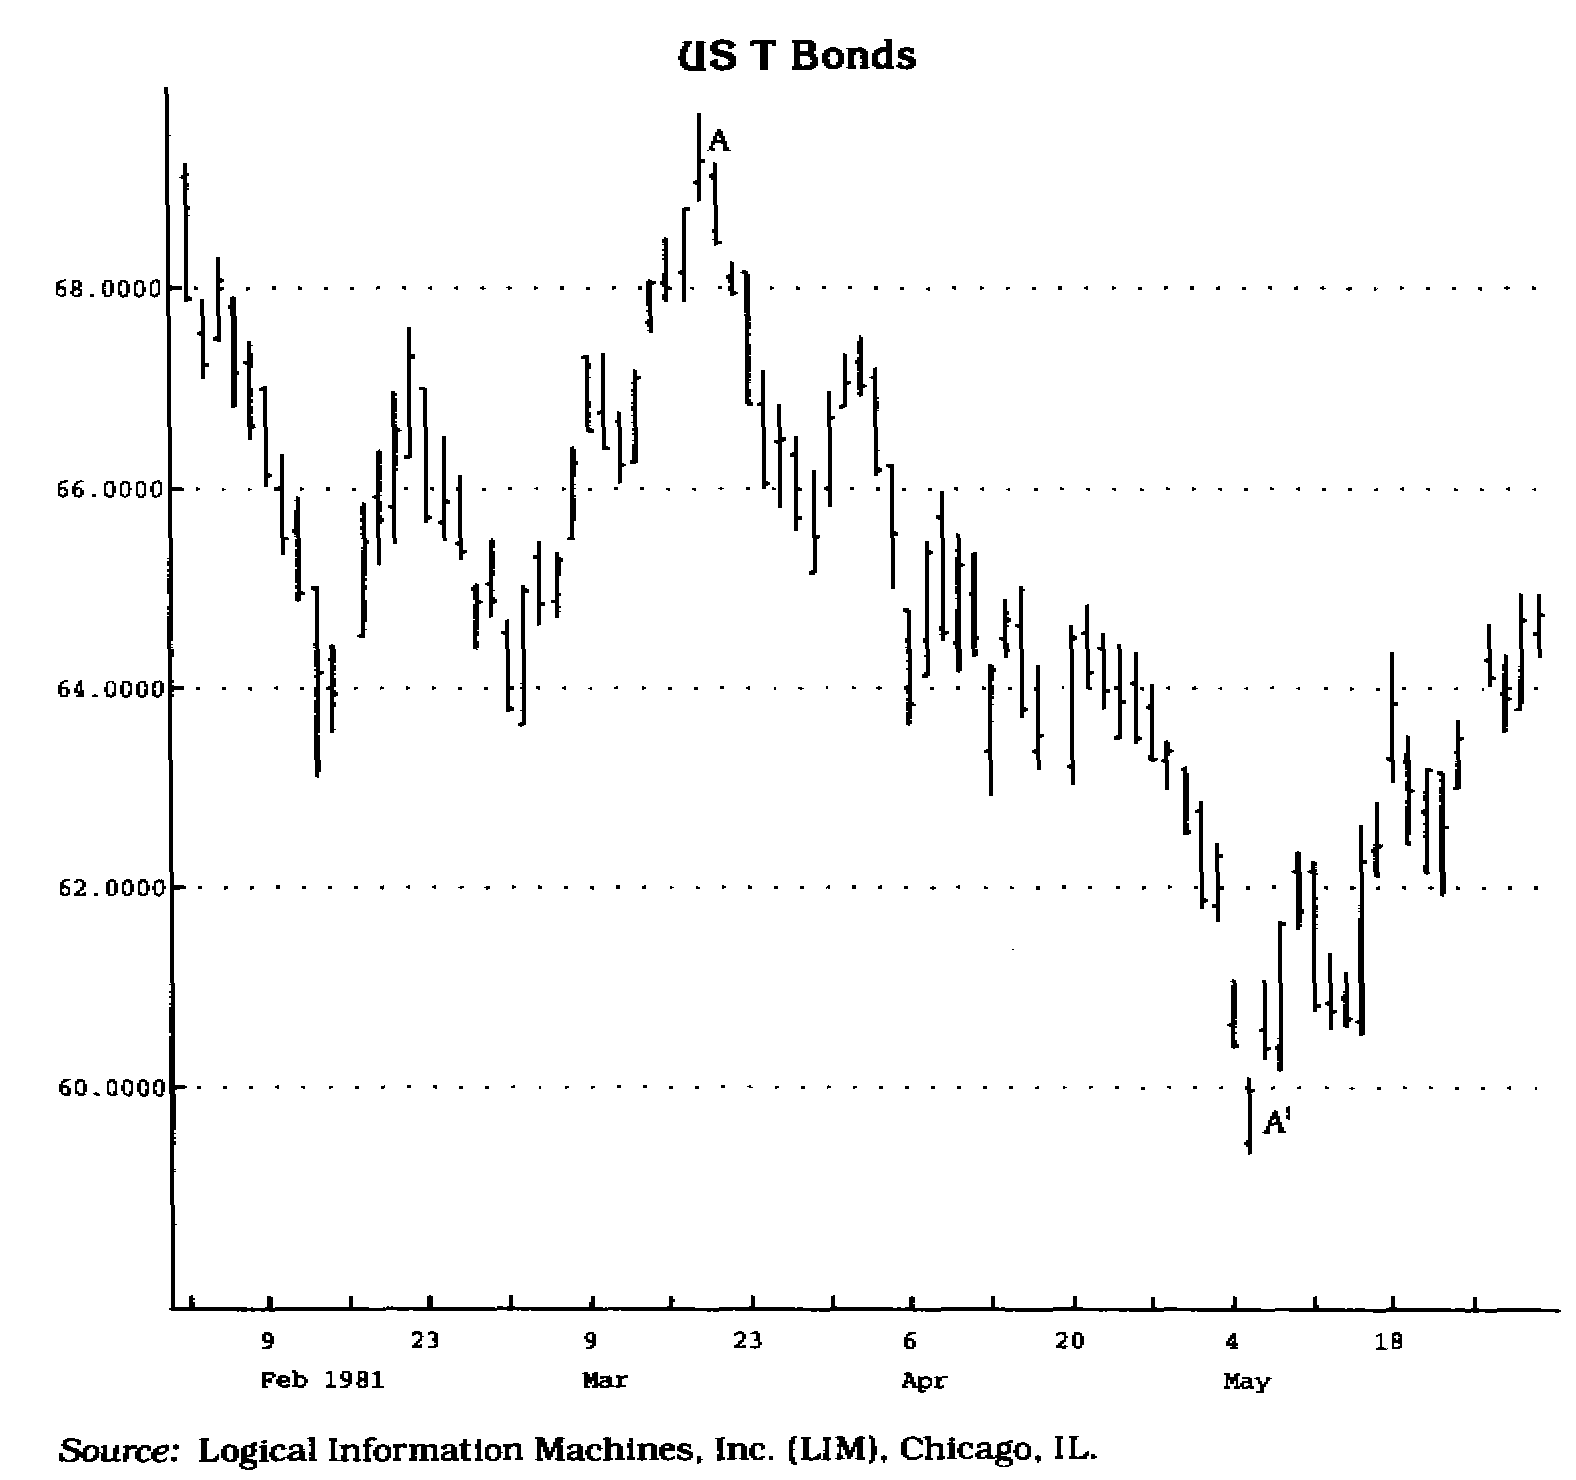 US T Bonds
A
68.0000
66.0000
64.0000
62.0000
60.0000
A'
9 23 9 23 6 20 4 18
Feb 1981 Mar Apr May
Source: Logical Information Machines, Inc. (LIM), Chicago, IL.